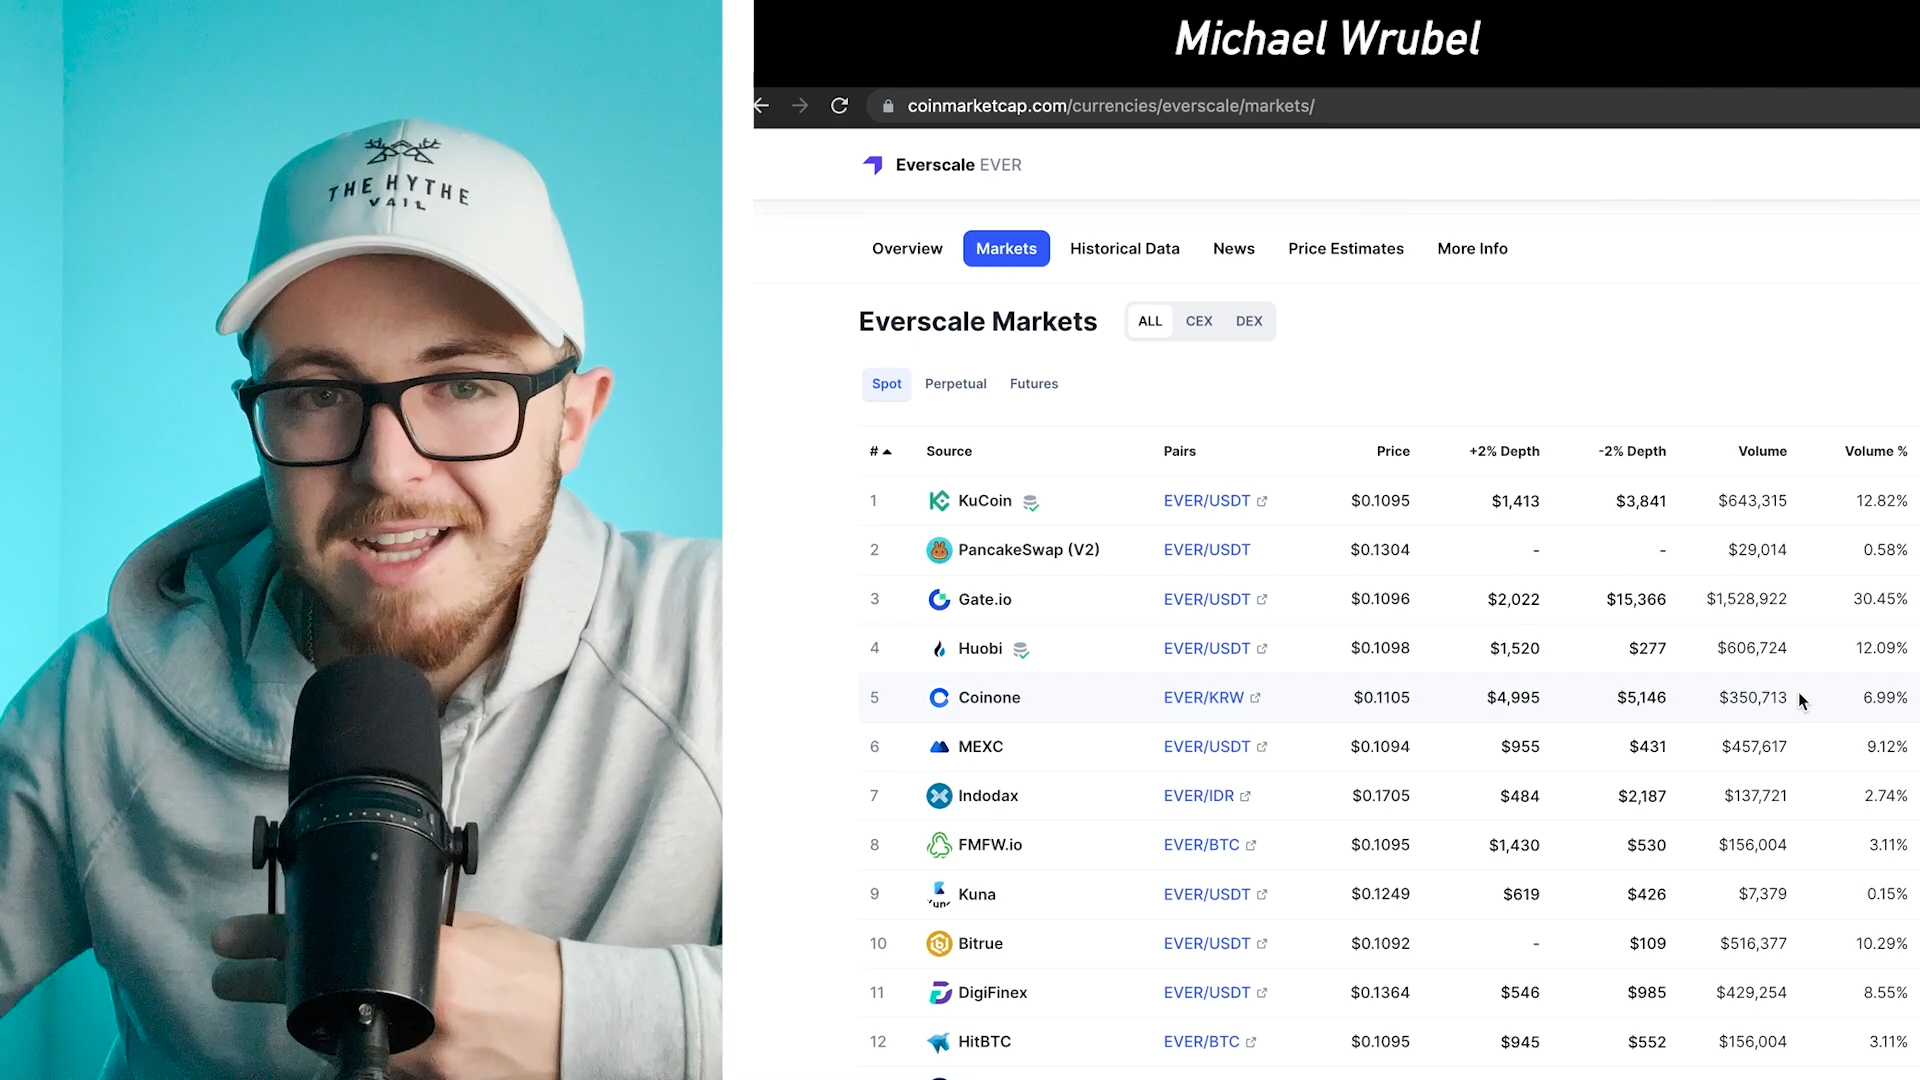 Michael Wrubel
coinmarketcap.com/currencies/everscale/markets/
THE HYTHE
VAIL
Everscale EVER
Overview Markets Historical Data News Price Estimates More Info
Everscale Markets ALL CEX DEX
Spot Perpetual Futures
# Source Pairs Price +2% Depth -2% Depth Volume Volume %
1 KuCoin EVER/USDT $0.1095 $1,413 $3,841 $643,315 12.82%
2 PancakeSwap (V2) EVER/USDT $0.1304 - - $29,014 0.58%
3 Gate.io EVER/USDT $0.1096 $2,022 $15,366 $1,528,922 30.45%
4 Huobi EVER/USDT $0.1098 $1,520 $277 $606,724 12.09%
5 Coinone EVER/KRW $0.1105 $4,995 $5,146 $350,713 6.99%
6 MEXC EVER/USDT $0.1094 $955 $431 $457,617 9.12%
7 Indodax EVER/IDR $0.1705 $484 $2,187 $137,721 2.74%
8 FMFW.io EVER/BTC $0.1095 $1,430 $530 $156,004 3.11%
9 Kuna EVER/USDT $0.1249 $619 $426 $7,379 0.15%
10 Bitrue EVER/USDT $0.1092 - $109 $516,377 10.29%
11 DigiFinex EVER/USDT $0.1364 $546 $985 $429,254 8.55%
12 HitBTC EVER/BTC $0.1095 $945 $552 $156,004 3.11%